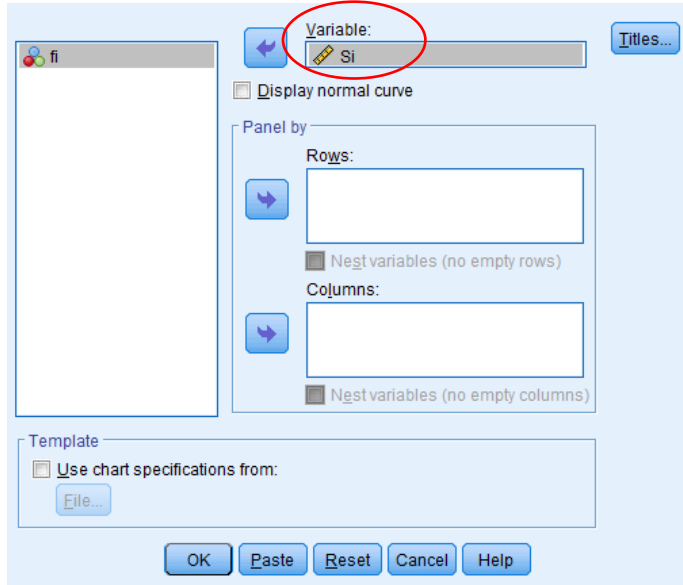 Variable:
Titles...
fi
Si
Display normal curve
Panel by
Rows:
Nest variables (no empty rows)
Columns:
Nest variables (no empty columns)
Template
Use chart specifications from:
File...
OK Paste Reset Cancel Help